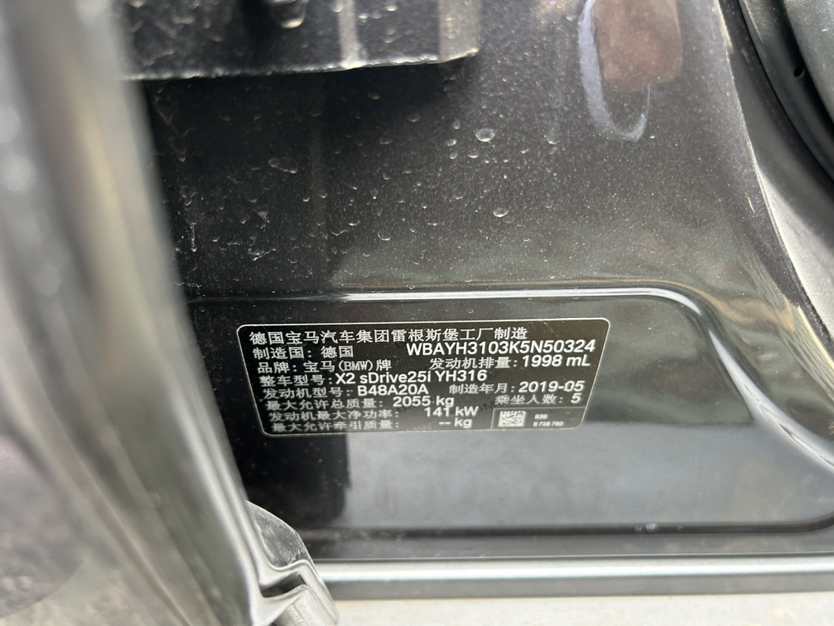 德国宝马汽车集团雷根斯堡工厂制造
制造国: 德国 WBAYH3103K5N50324
品牌: 宝马(BMW)牌 发动机排量: 1998 mL
整车型号: X2 sDrive25i YH316
发动机型号: B48A20A 制造年月: 2019-05
最大允许总质量: 2055 kg 乘坐人数: 5
发动机最大净功率: 141 kW
最大允许牵引质量: -- kg